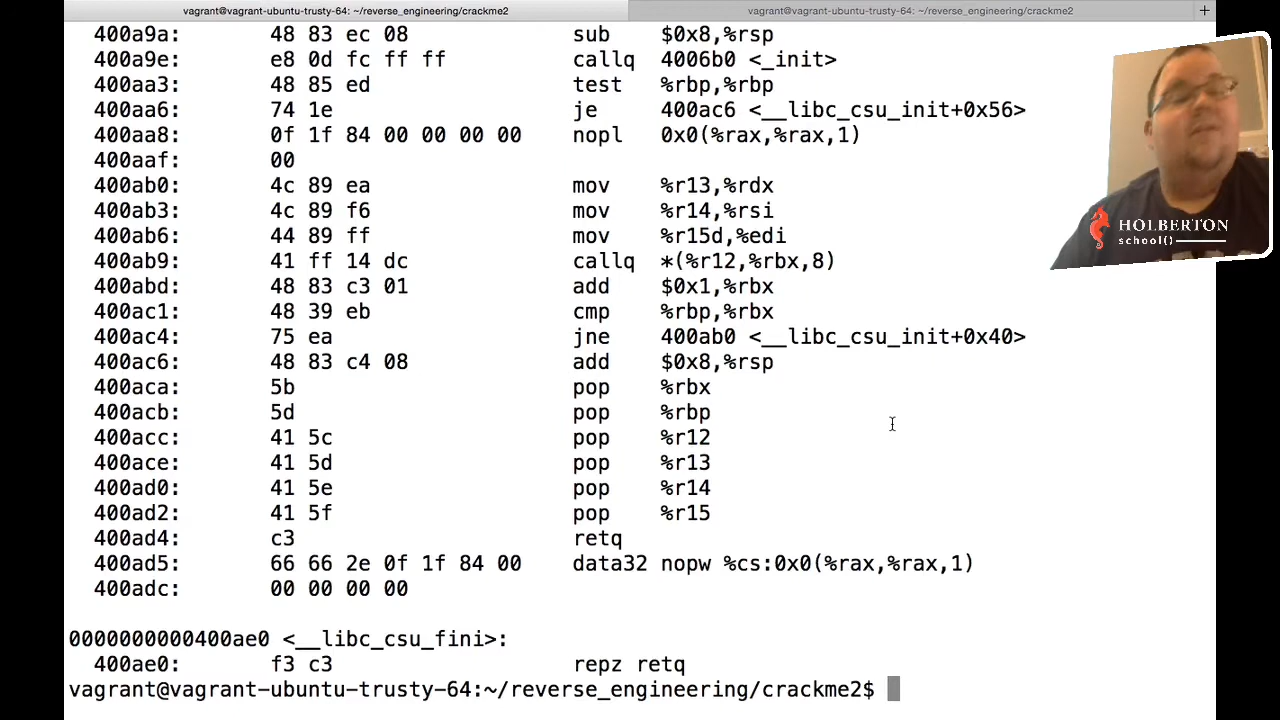 vagrant@vagrant-ubuntu-trusty-64: ~/reverse_engineering/crackme2
vagrant@vagrant-ubuntu-trusty-64: ~/reverse_engineering/crackme2
+
400a9a: 48 83 ec 08 sub $0x8,%rsp
400a9e: e8 0d fc ff ff callq 4006b0 <_init>
400aa3: 48 85 ed test %rbp,%rbp
400aa6: 74 1e je 400ac6 <__libc_csu_init+0x56>
400aa8: 0f 1f 84 00 00 00 00 nopl 0x0(%rax,%rax,1)
400aaf: 00
400ab0: 4c 89 ea mov %r13,%rdx
400ab3: 4c 89 f6 mov %r14,%rsi
400ab6: 44 89 ff mov %r15d,%edi
400ab9: 41 ff 14 dc callq *(%r12,%rbx,8)
400abd: 48 83 c3 01 add $0x1,%rbx
400ac1: 48 39 eb cmp %rbp,%rbx
400ac4: 75 ea jne 400ab0 <__libc_csu_init+0x40>
400ac6: 48 83 c4 08 add $0x8,%rsp
400aca: 5b pop %rbx
400acb: 5d pop %rbp
400acc: 41 5c pop %r12
400ace: 41 5d pop %r13
400ad0: 41 5e pop %r14
400ad2: 41 5f pop %r15
400ad4: c3 retq
400ad5: 66 66 2e 0f 1f 84 00 data32 nopw %cs:0x0(%rax,%rax,1)
400adc: 00 00 00 00
0000000000400ae0 <__libc_csu_fini>:
400ae0: f3 c3 repz retq
vagrant@vagrant-ubuntu-trusty-64:~/reverse_engineering/crackme2$
HOLBERTON
school()